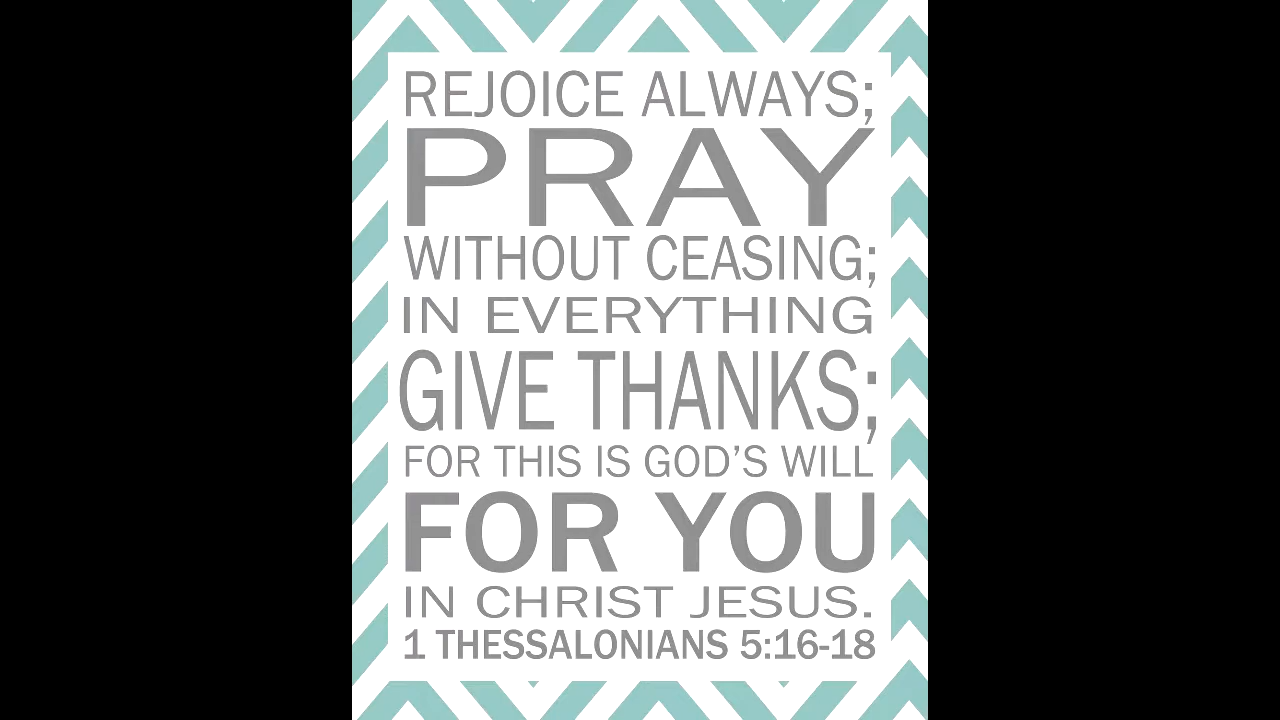 REJOICE ALWAYS;
PRAY
WITHOUT CEASING;
IN EVERYTHING
GIVE THANKS;
FOR THIS IS GOD'S WILL
FOR YOU
IN CHRIST JESUS.
1 THESSALONIANS 5:16-18